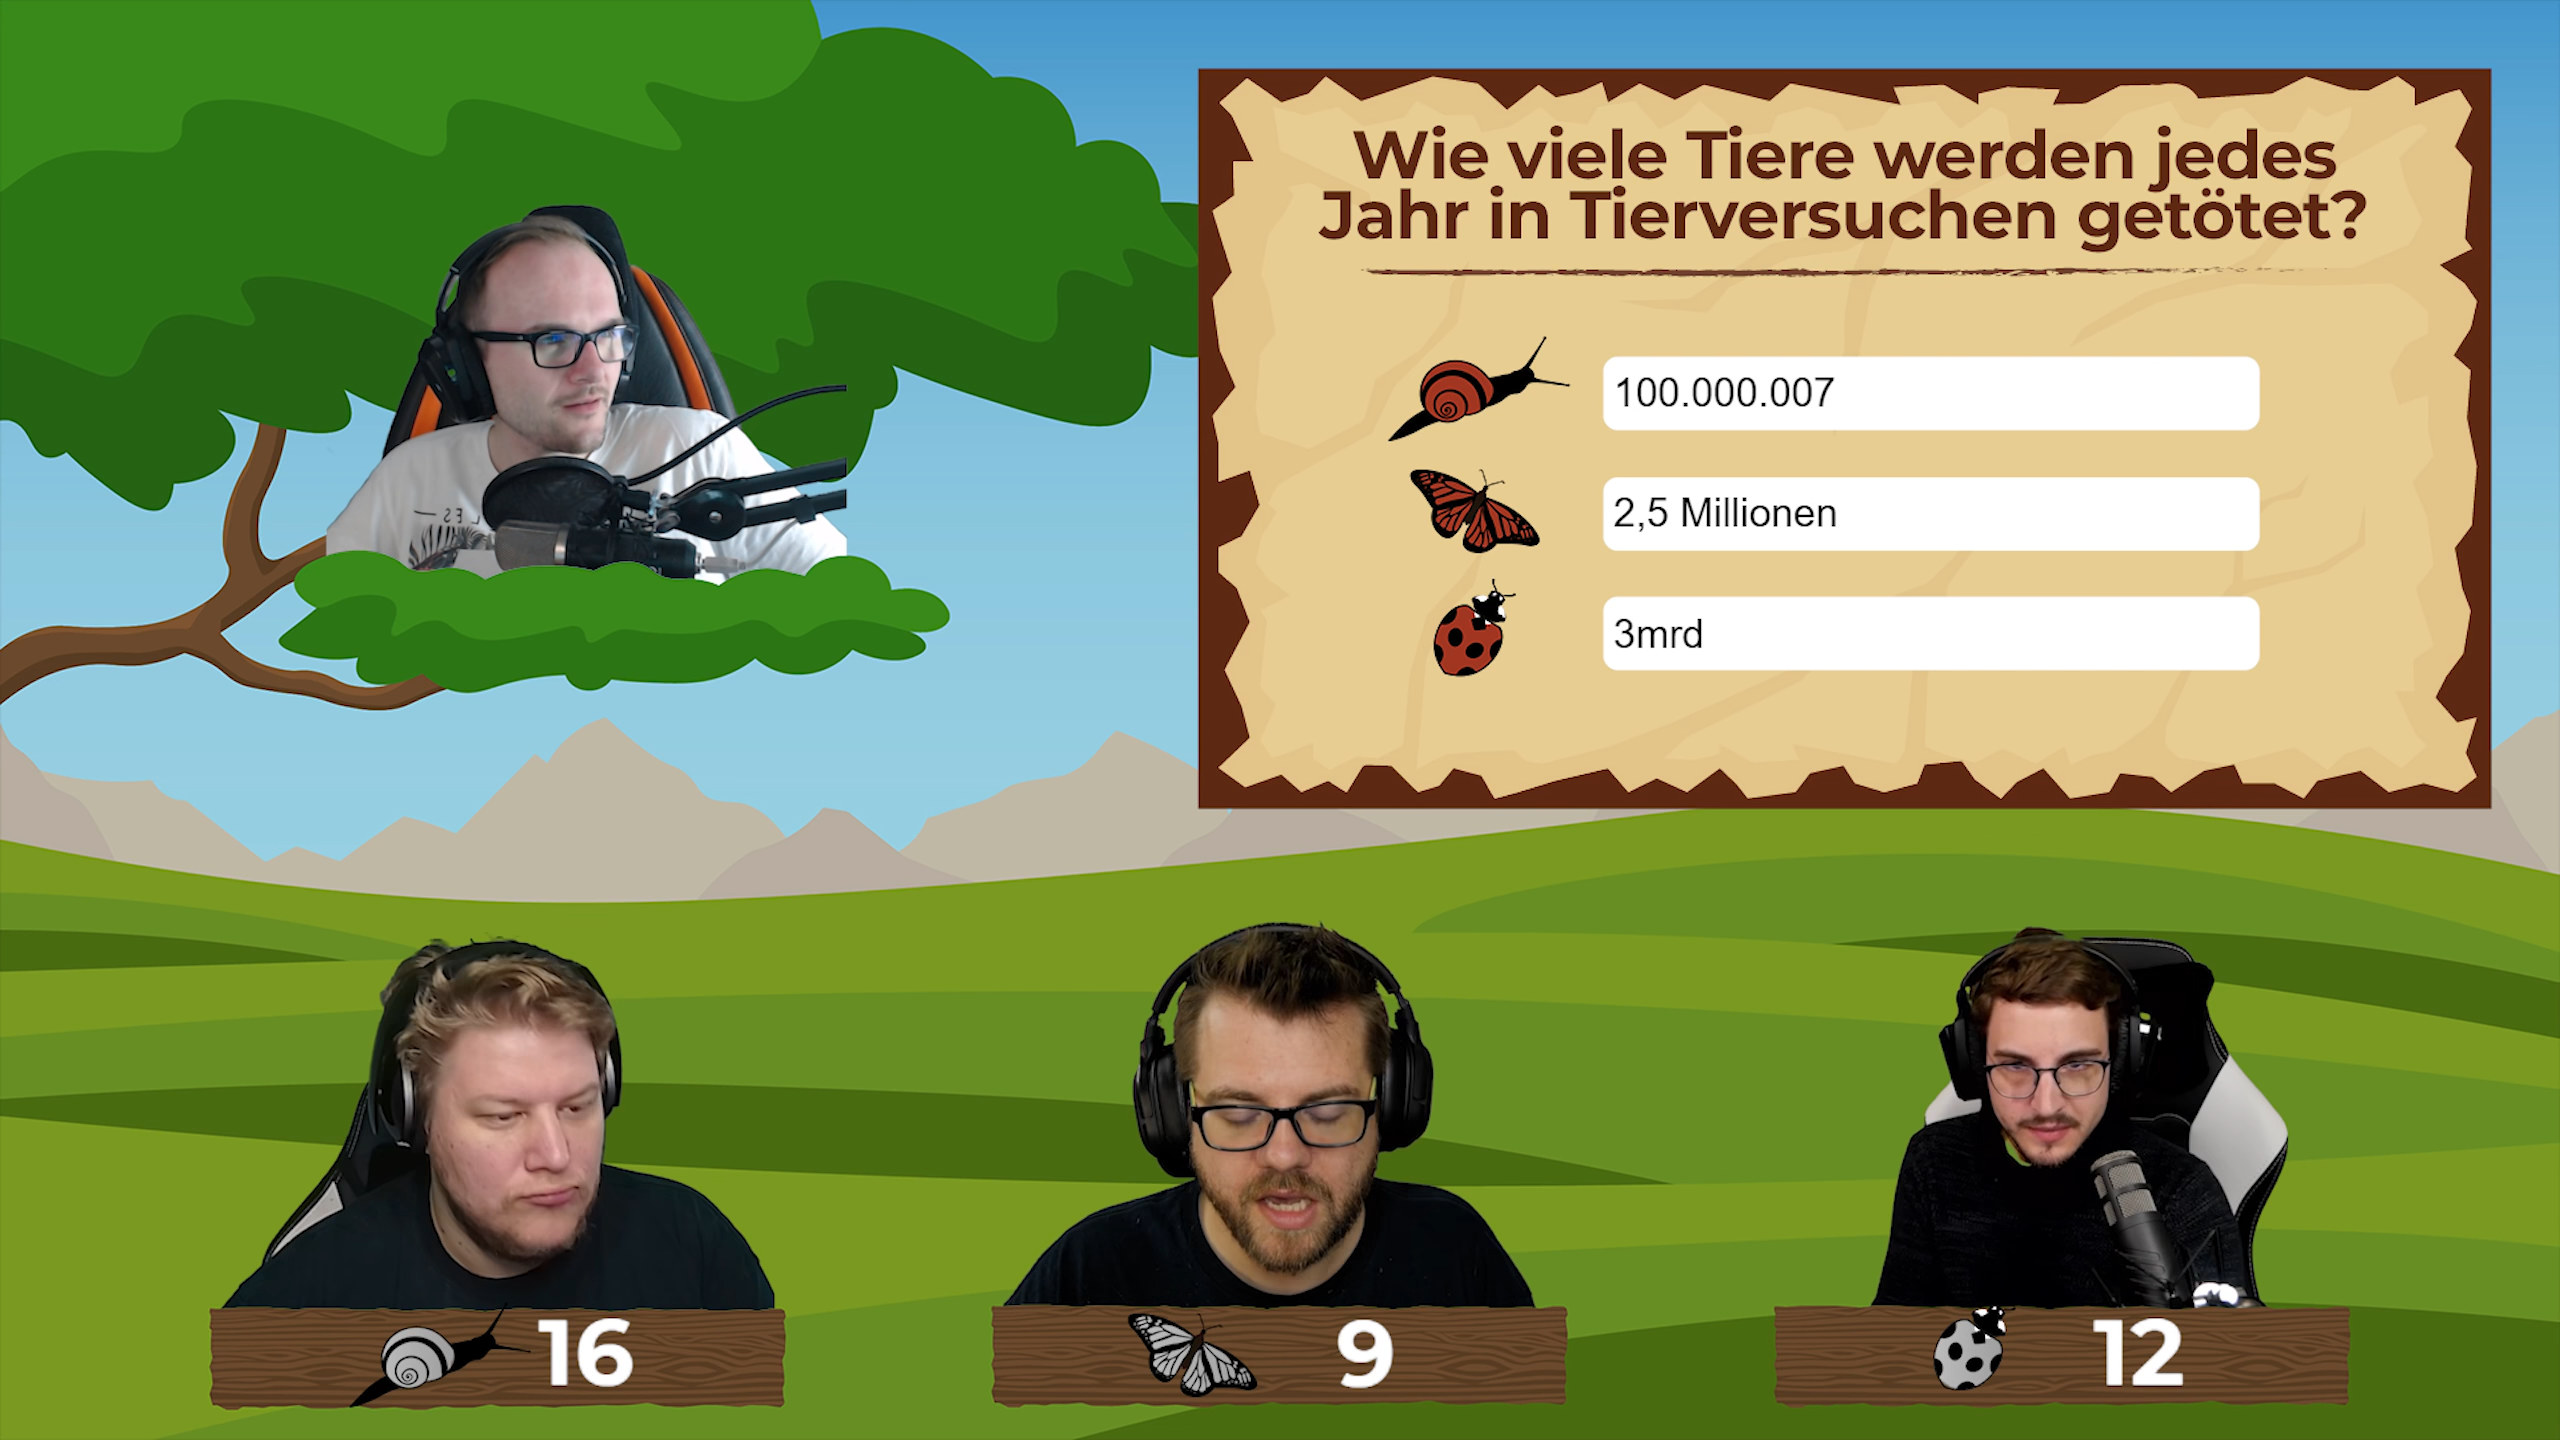 Wie viele Tiere werden jedes
Jahr in Tierversuchen getötet?
100.000.007
2,5 Millionen
3mrd
16
9
12